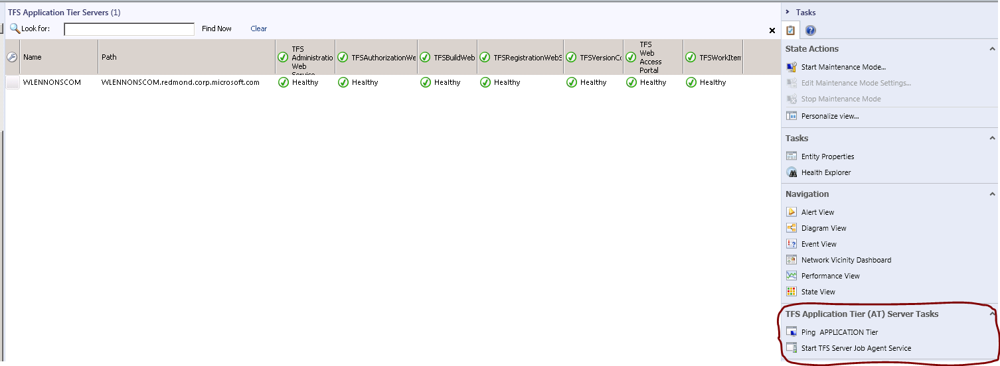 TFS Application Tier Servers (1)
Look for: Find Now Clear
Name Path TFS Administratio Web Service TFSAuthorizationWe TFSBuildWeb TFSRegistrationWebS TFSVersionCo TFS Web Access Portal TFSWorkItem
WLENNONSCOM WLENNONSCOM.redmond.corp.microsoft.com Healthy Healthy Healthy Healthy Healthy Healthy Healthy
Tasks
State Actions
Start Maintenance Mode...
Edit Maintenance Mode Settings...
Stop Maintenance Mode
Personalize view...
Tasks
Entity Properties
Health Explorer
Navigation
Alert View
Diagram View
Event View
Network Vicinity Dashboard
Performance View
State View
TFS Application Tier (AT) Server Tasks
Ping APPLICATION Tier
Start TFS Server Job Agent Service